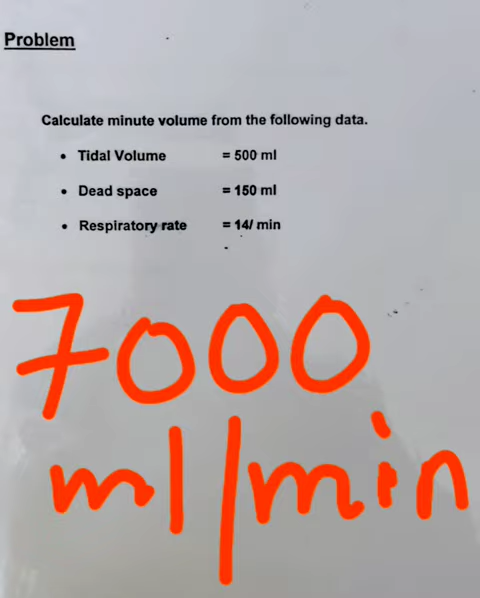 Problem
Calculate minute volume from the following data.
• Tidal Volume = 500 ml
• Dead space = 150 ml
• Respiratory rate = 14/ min
7000
ml/min